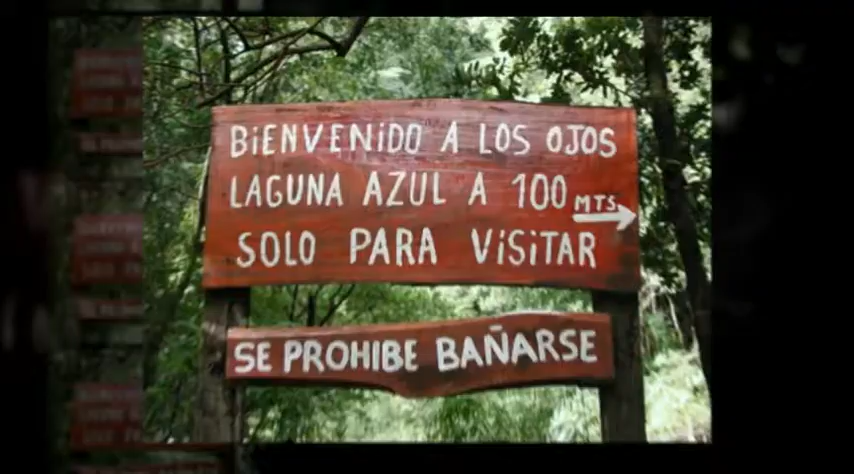 BiENVENiDO A LOS OJOS
LAGUNA AZUL A 100 MTS.
SOLO PARA ViSiTAR
SE PROHIBE BAÑARSE